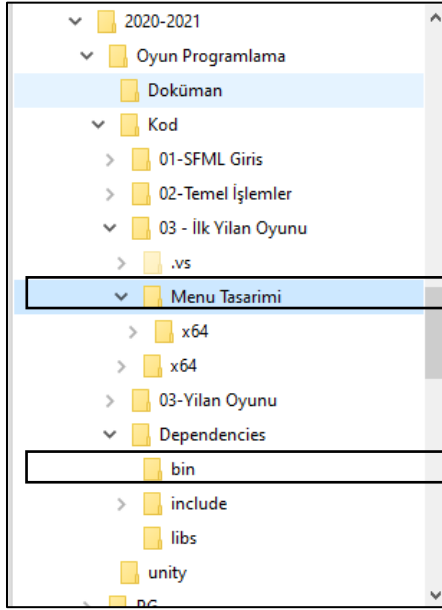 2020-2021
Oyun Programlama
Doküman
Kod
01-SFML Giris
02-Temel İşlemler
03 - İlk Yilan Oyunu
.vs
Menu Tasarimi
x64
x64
03-Yilan Oyunu
Dependencies
bin
include
libs
unity